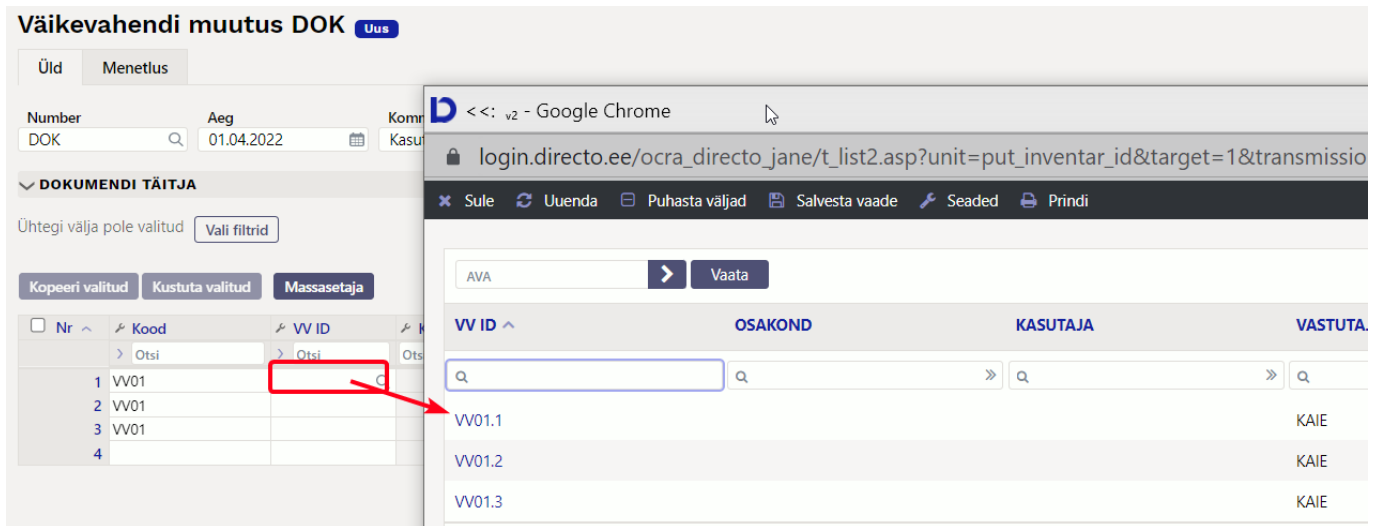 Väikevahendi muutus DOK Uus
Üld Menetlus
Number Aeg Komm
DOK 01.04.2022 Kasut
DOKUMENDI TÄITJA
Ühtegi välja pole valitud Vali filtrid
Kopeeri valitud Kustuta valitud Massasetaja
Nr Kood VV ID K
Otsi Otsi Ots
1 VV01
2 VV01
3 VV01
4
<<: v2 - Google Chrome
login.directo.ee/ocra_directo_jane/t_list2.asp?unit=put_inventar_id&target=1&transmissio
Sule Uuenda Puhasta väljad Salvesta vaade Seaded Prindi
AVA Vaata
VV ID OSAKOND KASUTAJA VASTUTAJ
VV01.1 KAIE
VV01.2 KAIE
VV01.3 KAIE